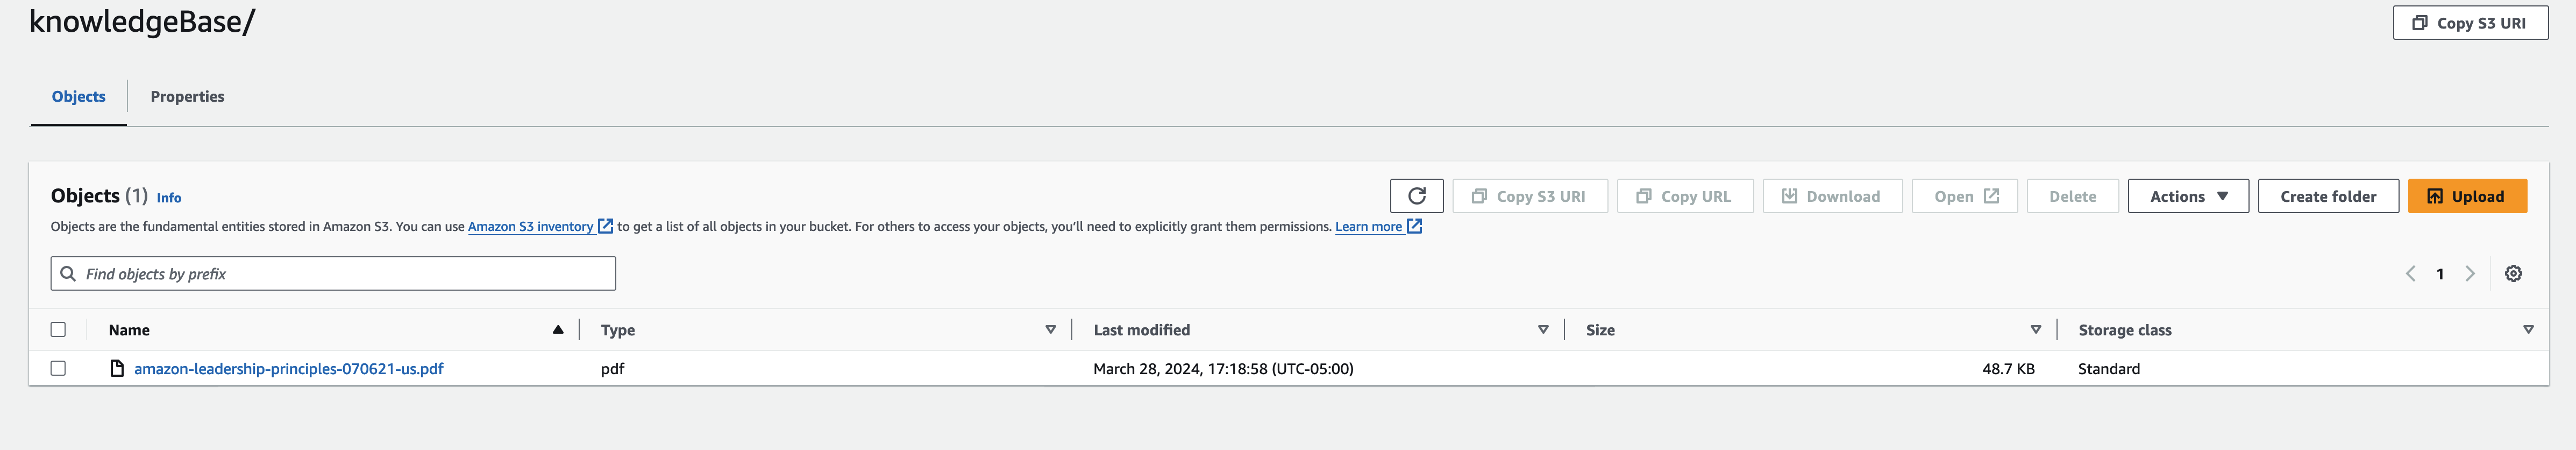 knowledgeBase/
Copy S3 URI
Objects
Properties
Objects (1) Info
Copy S3 URI
Copy URL
Download
Open
Delete
Actions
Create folder
Upload
Objects are the fundamental entities stored in Amazon S3. You can use Amazon S3 inventory to get a list of all objects in your bucket. For others to access your objects, you'll need to explicitly grant them permissions. Learn more
Find objects by prefix
1
Name
Type
Last modified
Size
Storage class
amazon-leadership-principles-070621-us.pdf
pdf
March 28, 2024, 17:18:58 (UTC-05:00)
48.7 KB
Standard